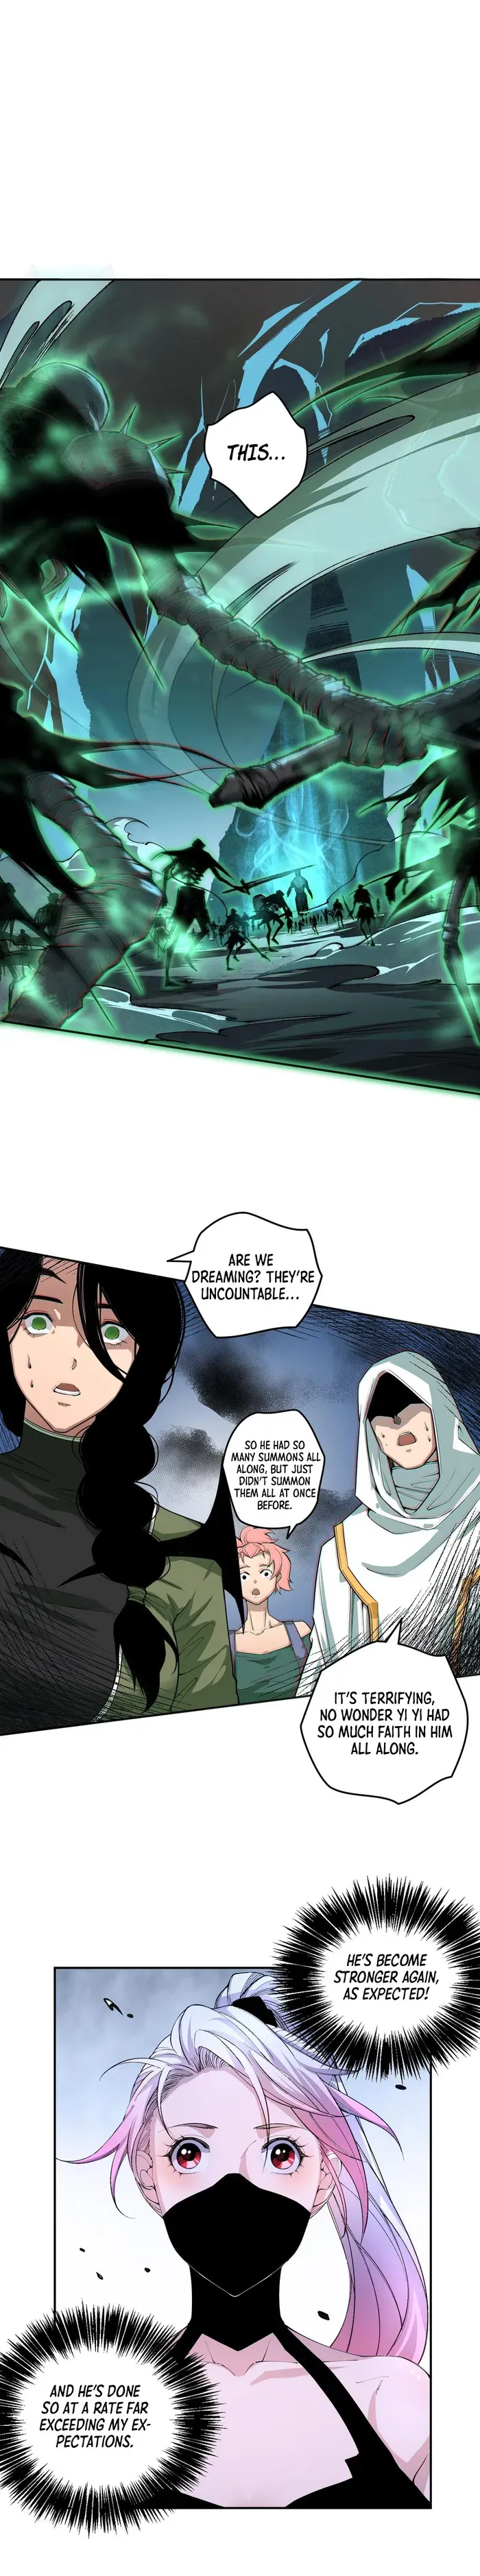 THIS...
ARE WE
DREAMING? THEY'RE
UNCOUNTABLE...
SO HE HAD SO
MANY SUMMONS ALL
ALONG, BUT JUST
DIDN'T SUMMON
THEM ALL AT ONCE
BEFORE.
IT'S TERRIFYING,
NO WONDER YI YI HAD
SO MUCH FAITH IN HIM
ALL ALONG.
HE'S BECOME
STRONGER AGAIN,
AS EXPECTED!
AND HE'S DONE
SO AT A RATE FAR
EXCEEDING MY EX-
PECTATIONS.